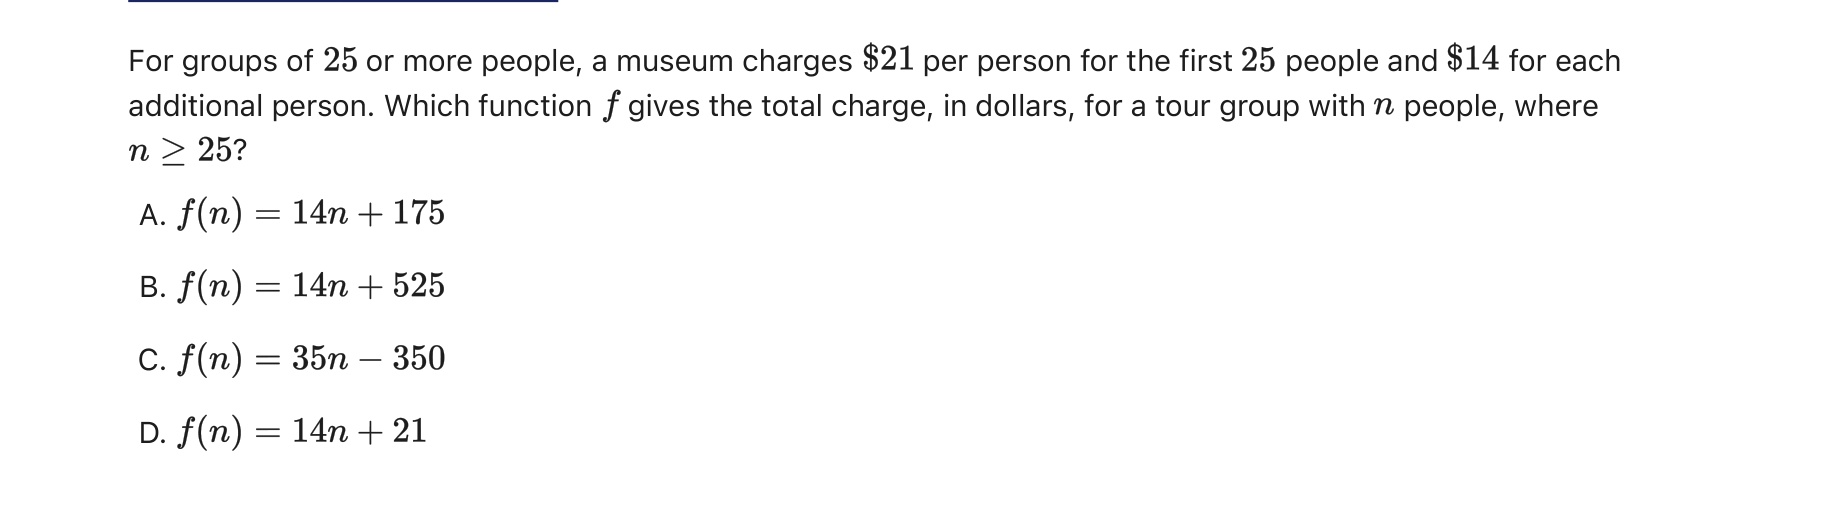 For groups of 25 or more people, a museum charges $21 per person for the first 25 people and $14 for each
additional person. Which function f gives the total charge, in dollars, for a tour group with n people, where
n ≥ 25?
A. f(n) = 14n + 175
B. f(n) = 14n + 525
C. f(n) = 35n − 350
D. f(n) = 14n + 21